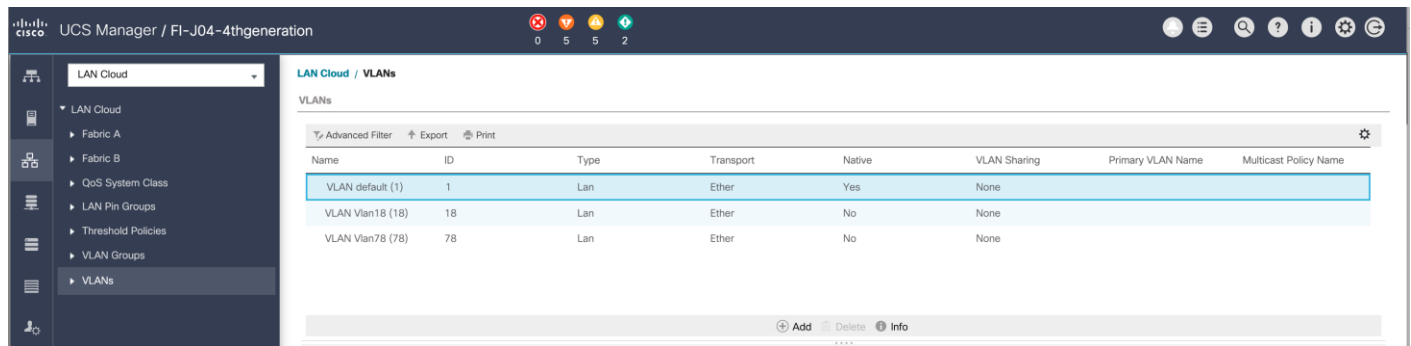 CISCO UCS Manager / FI-J04-4thgeneration
0 5 5 2
LAN Cloud
LAN Cloud
Fabric A
Fabric B
QoS System Class
LAN Pin Groups
Threshold Policies
VLAN Groups
VLANs
LAN Cloud / VLANs
VLANs
Advanced Filter Export Print
Name ID Type Transport Native VLAN Sharing Primary VLAN Name Multicast Policy Name
VLAN default (1) 1 Lan Ether Yes None
VLAN Vlan18 (18) 18 Lan Ether No None
VLAN Vlan78 (78) 78 Lan Ether No None
Add Delete Info